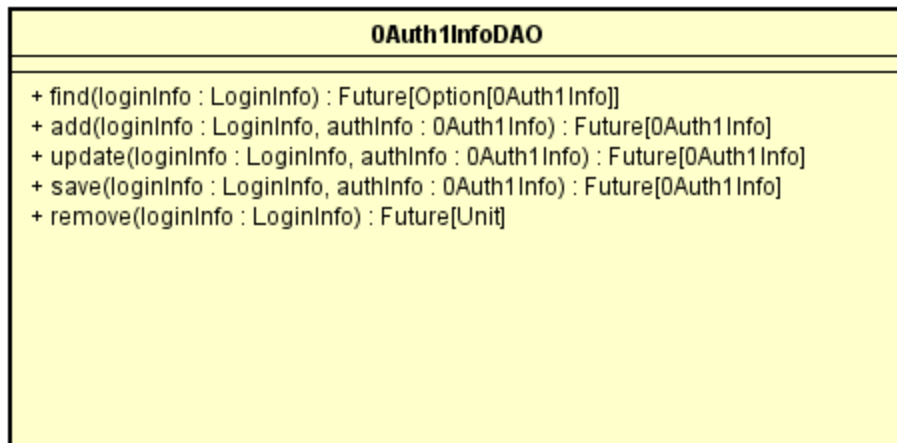 0Auth1InfoDAO
+ find(loginInfo : LoginInfo) : Future[Option[0Auth1Info]]
+ add(loginInfo : LoginInfo, authInfo : 0Auth1Info) : Future[0Auth1Info]
+ update(loginInfo : LoginInfo, authInfo : 0Auth1Info) : Future[0Auth1Info]
+ save(loginInfo : LoginInfo, authInfo : 0Auth1Info) : Future[0Auth1Info]
+ remove(loginInfo : LoginInfo) : Future[Unit]